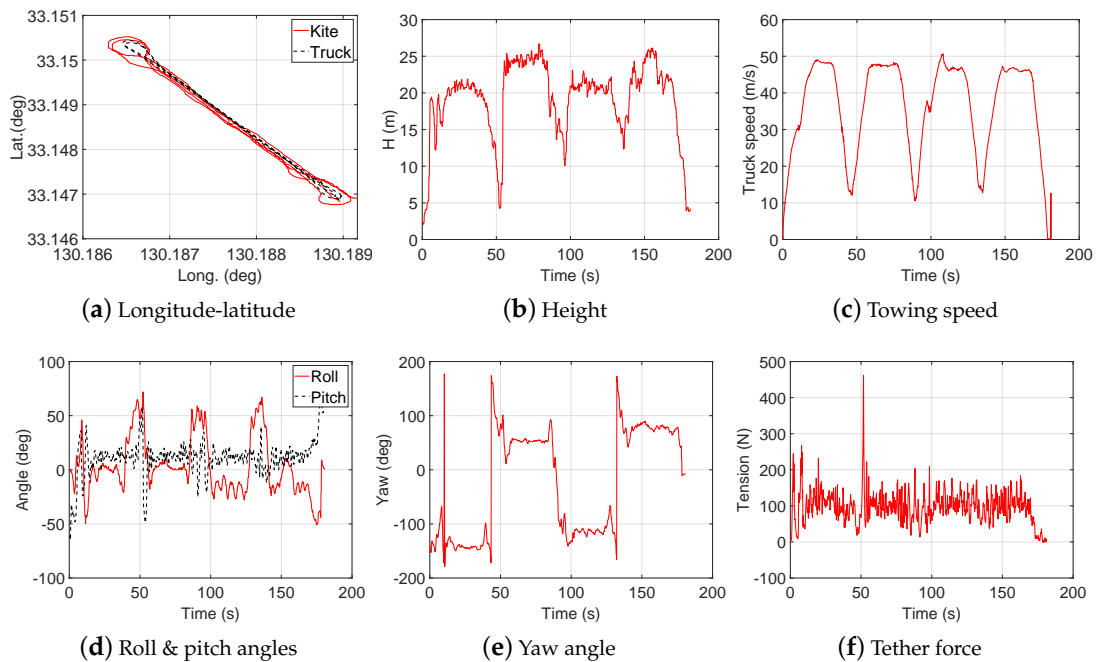 33.151
33.15
33.149
33.148
33.147
33.146
Lat.(deg)
Kite
Truck
130.186 130.187 130.188 130.189
Long. (deg)
(a) Longitude-latitude
30
25
20
15
10
5
0
H (m)
0 50 100 150 200
Time (s)
(b) Height
60
50
40
30
20
10
0
Truck speed (m/s)
0 50 100 150 200
Time (s)
(c) Towing speed
100
50
0
-50
-100
Angle (deg)
Roll
Pitch
0 50 100 150 200
Time (s)
(d) Roll & pitch angles
200
100
0
-100
-200
Yaw (deg)
0 50 100 150 200
Time (s)
(e) Yaw angle
500
400
300
200
100
0
-100
Tension (N)
0 50 100 150 200
Time (s)
(f) Tether force